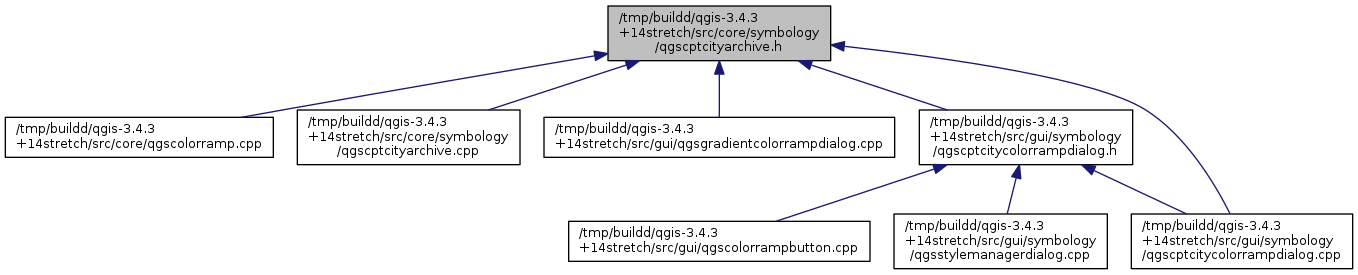 /tmp/buildd/qgis-3.4.3
+14stretch/src/core/symbology
/qgscptcityarchive.h
/tmp/buildd/qgis-3.4.3
+14stretch/src/core/qgscolorramp.cpp
/tmp/buildd/qgis-3.4.3
+14stretch/src/core/symbology
/qgscptcityarchive.cpp
/tmp/buildd/qgis-3.4.3
+14stretch/src/gui/qgsgradientcolorrampdialog.cpp
/tmp/buildd/qgis-3.4.3
+14stretch/src/gui/symbology
/qgscptcitycolorrampdialog.h
/tmp/buildd/qgis-3.4.3
+14stretch/src/gui/qgscolorrampbutton.cpp
/tmp/buildd/qgis-3.4.3
+14stretch/src/gui/symbology
/qgsstylemanagerdialog.cpp
/tmp/buildd/qgis-3.4.3
+14stretch/src/gui/symbology
/qgscptcitycolorrampdialog.cpp